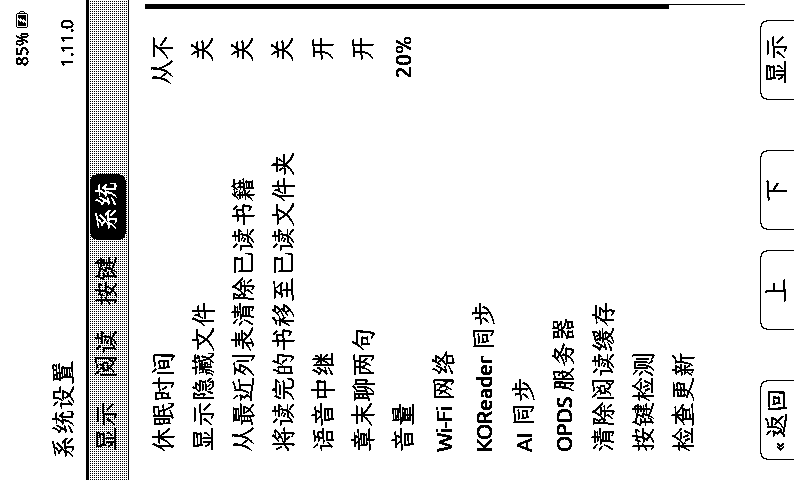 85%
系统设置 1.11.0
显示 阅读 按键 系统
休眠时间 从不
显示隐藏文件 关
从最近列表清除已读书籍 关
将读完的书移至已读文件夹 关
语音中继 开
章末聊两句 开
音量 20%
Wi-Fi 网络
KOReader 同步
AI 同步
OPDS 服务器
清除阅读缓存
按键检测
检查更新
« 返回 上 下 显示